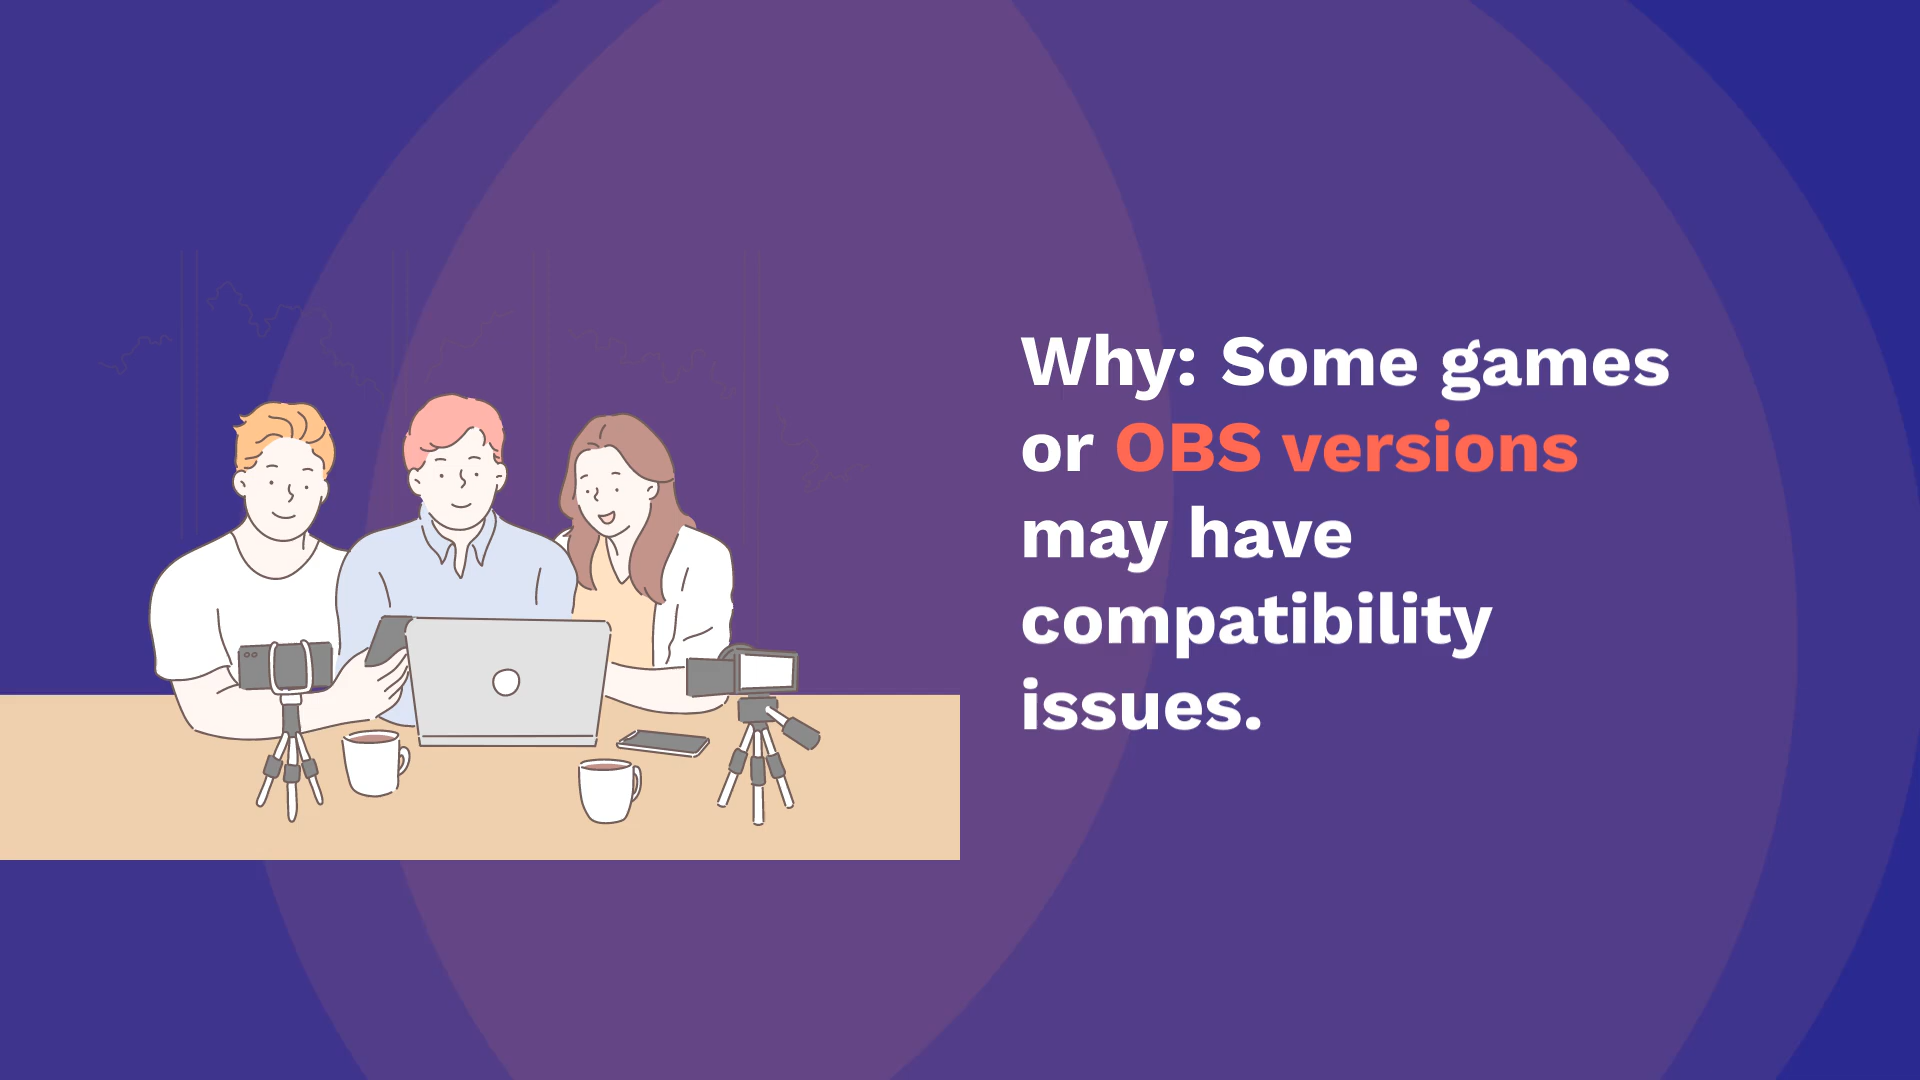 Why: Some games
or OBS versions
may have
compatibility
issues.